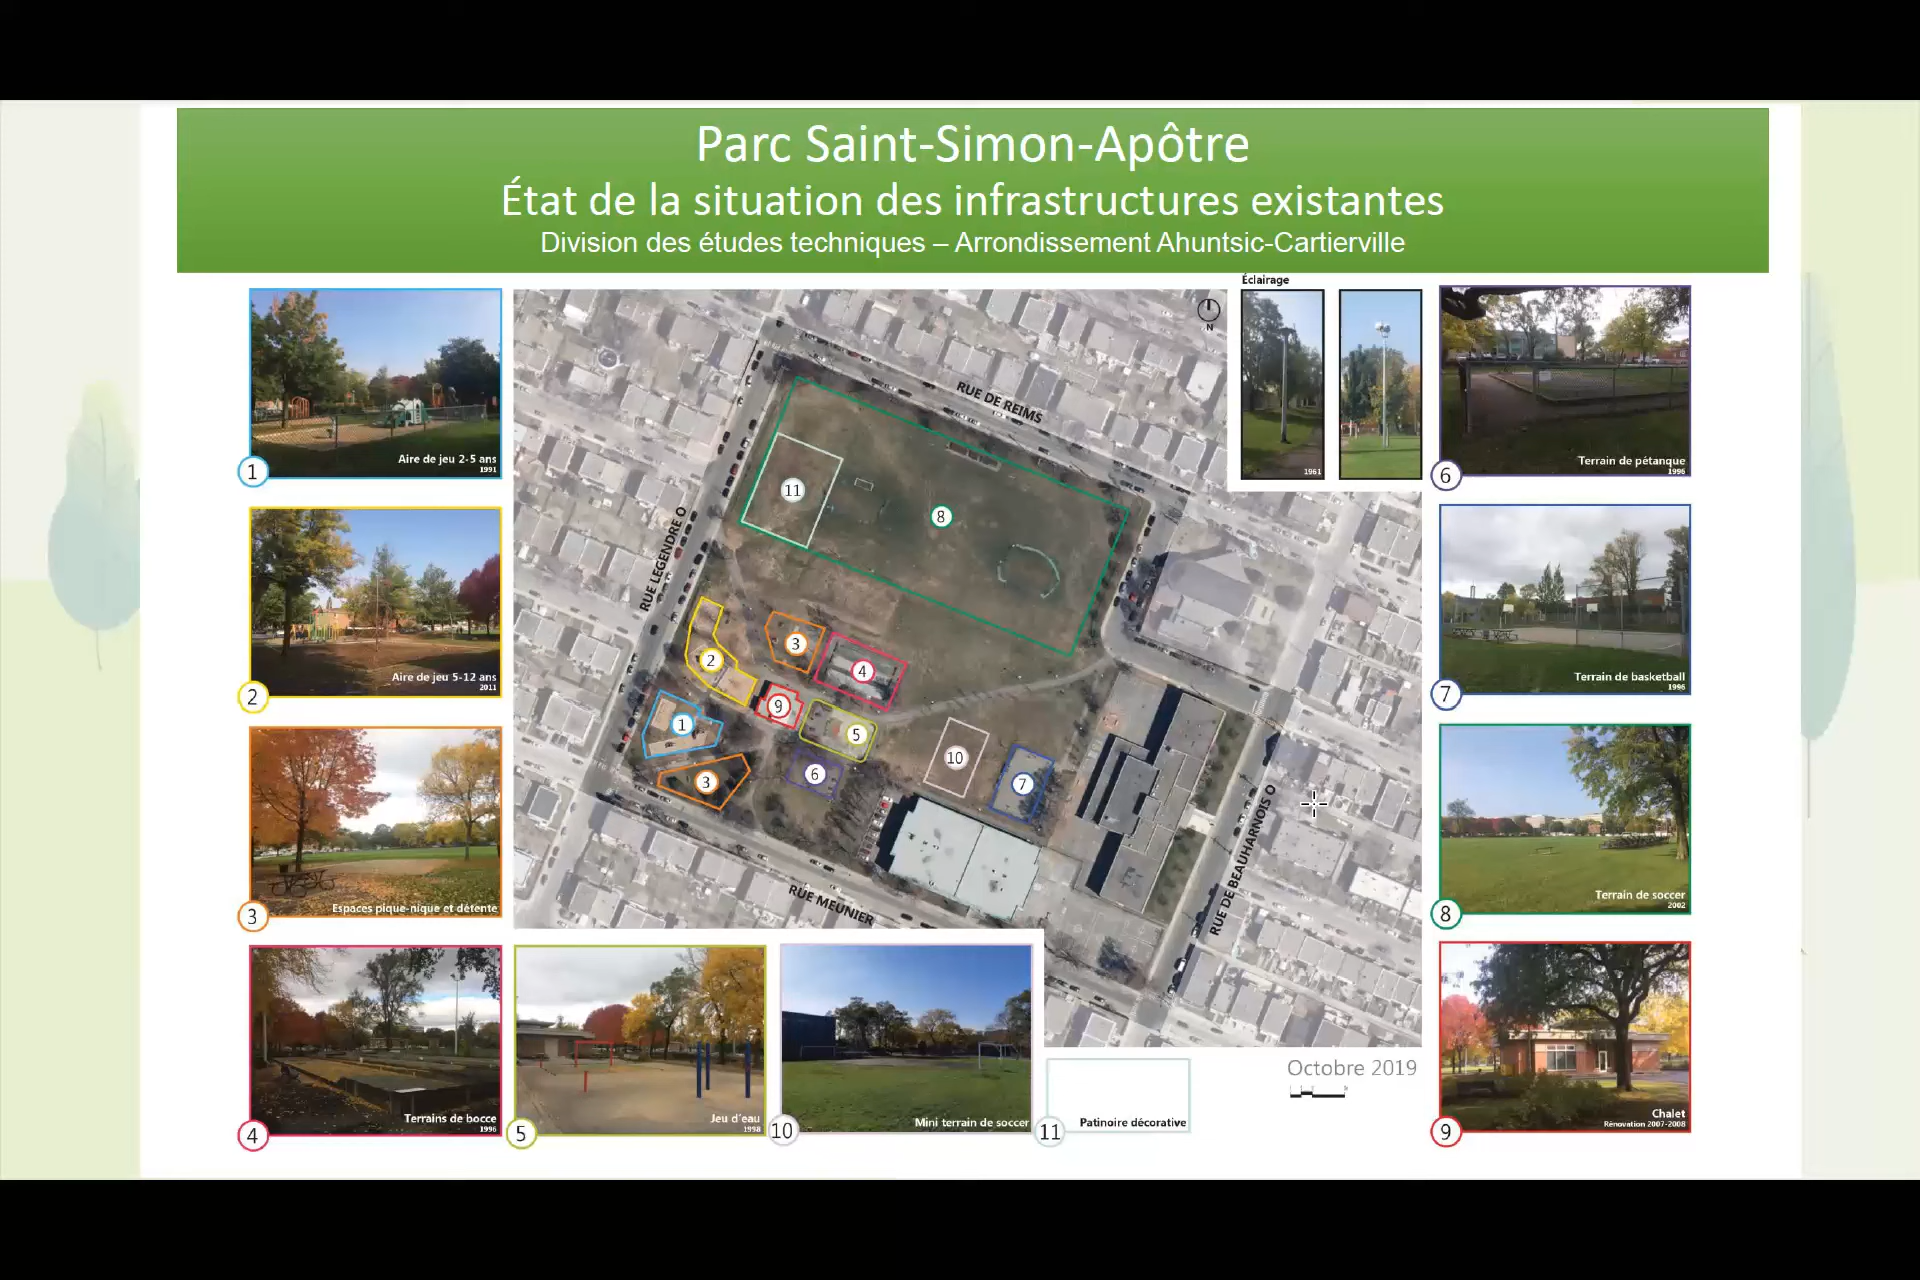 Parc Saint-Simon-Apôtre
État de la situation des infrastructures existantes
Division des études techniques – Arrondissement Ahuntsic-Cartierville
Éclairage
1961
N
RUE DE REIMS
RUE LEGENDRE O
RUE MEUNIER
RUE DE BEAUHARNOIS O
11
8
3
2
4
9
1
5
3
6
10
7
Aire de jeu 2-5 ans
1991
1
Aire de jeu 5-12 ans
2011
2
Espaces pique-nique et détente
3
Terrains de bocce
1996
4
Jeu d'eau
1998
5
Mini terrain de soccer
10
Patinoire décorative
11
Octobre 2019
Terrain de pétanque
1996
6
Terrain de basketball
1996
7
Terrain de soccer
2002
8
Chalet
Rénovation 2007-2008
9